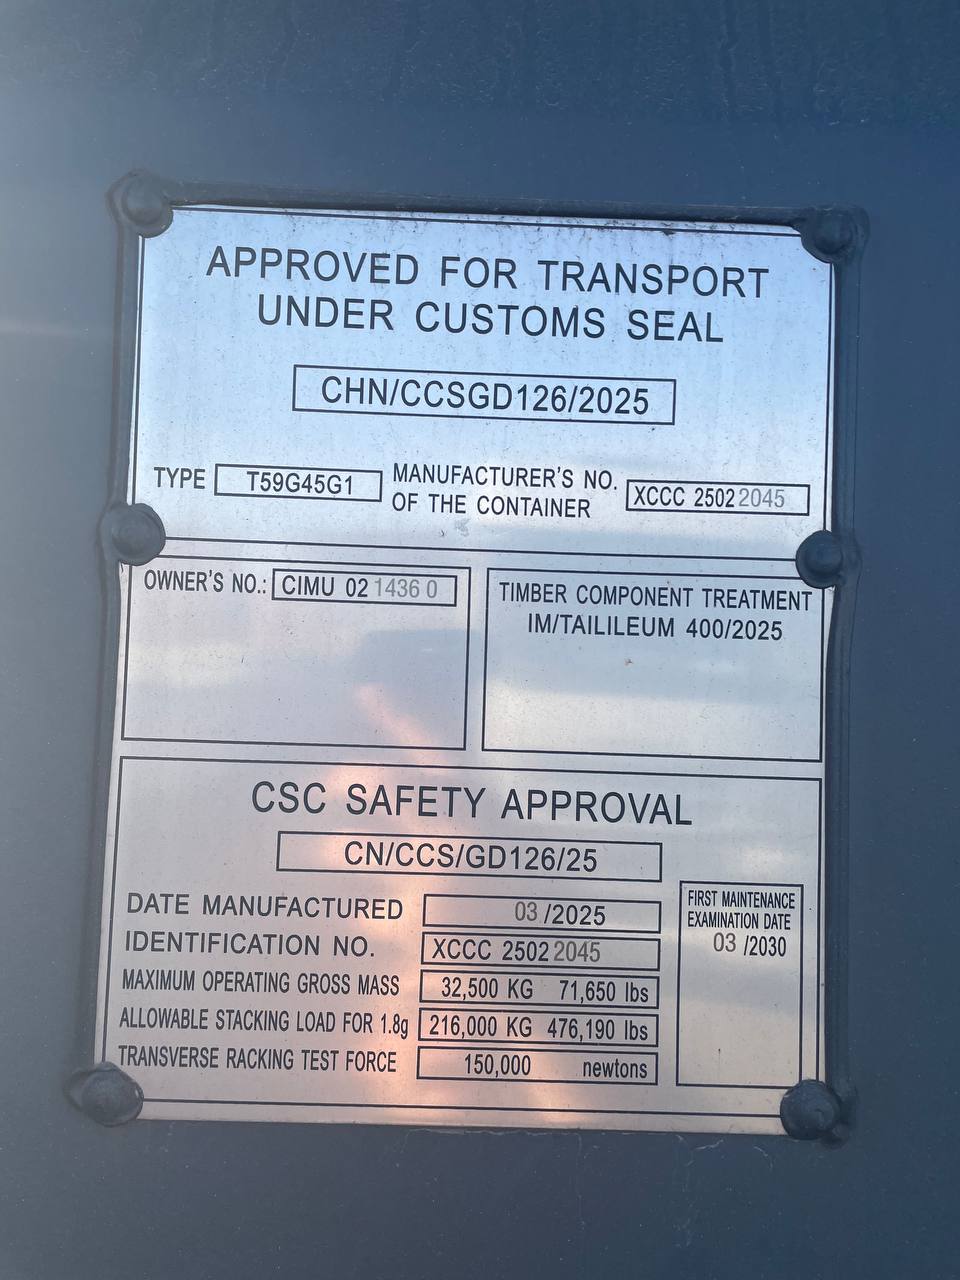 APPROVED FOR TRANSPORT
UNDER CUSTOMS SEAL
CHN/CCSGD126/2025
TYPE T59G45G1 MANUFACTURER'S NO.
OF THE CONTAINER XCCC 2502 2045
OWNER'S NO.: CIMU 02 1436 0
TIMBER COMPONENT TREATMENT
IM/TAILILEUM 400/2025
CSC SAFETY APPROVAL
CN/CCS/GD126/25
DATE MANUFACTURED 03 /2025
IDENTIFICATION NO. XCCC 2502 2045
MAXIMUM OPERATING GROSS MASS 32,500 KG 71,650 lbs
ALLOWABLE STACKING LOAD FOR 1.8g 216,000 KG 476,190 lbs
TRANSVERSE RACKING TEST FORCE 150,000 newtons
FIRST MAINTENANCE
EXAMINATION DATE
03 /2030